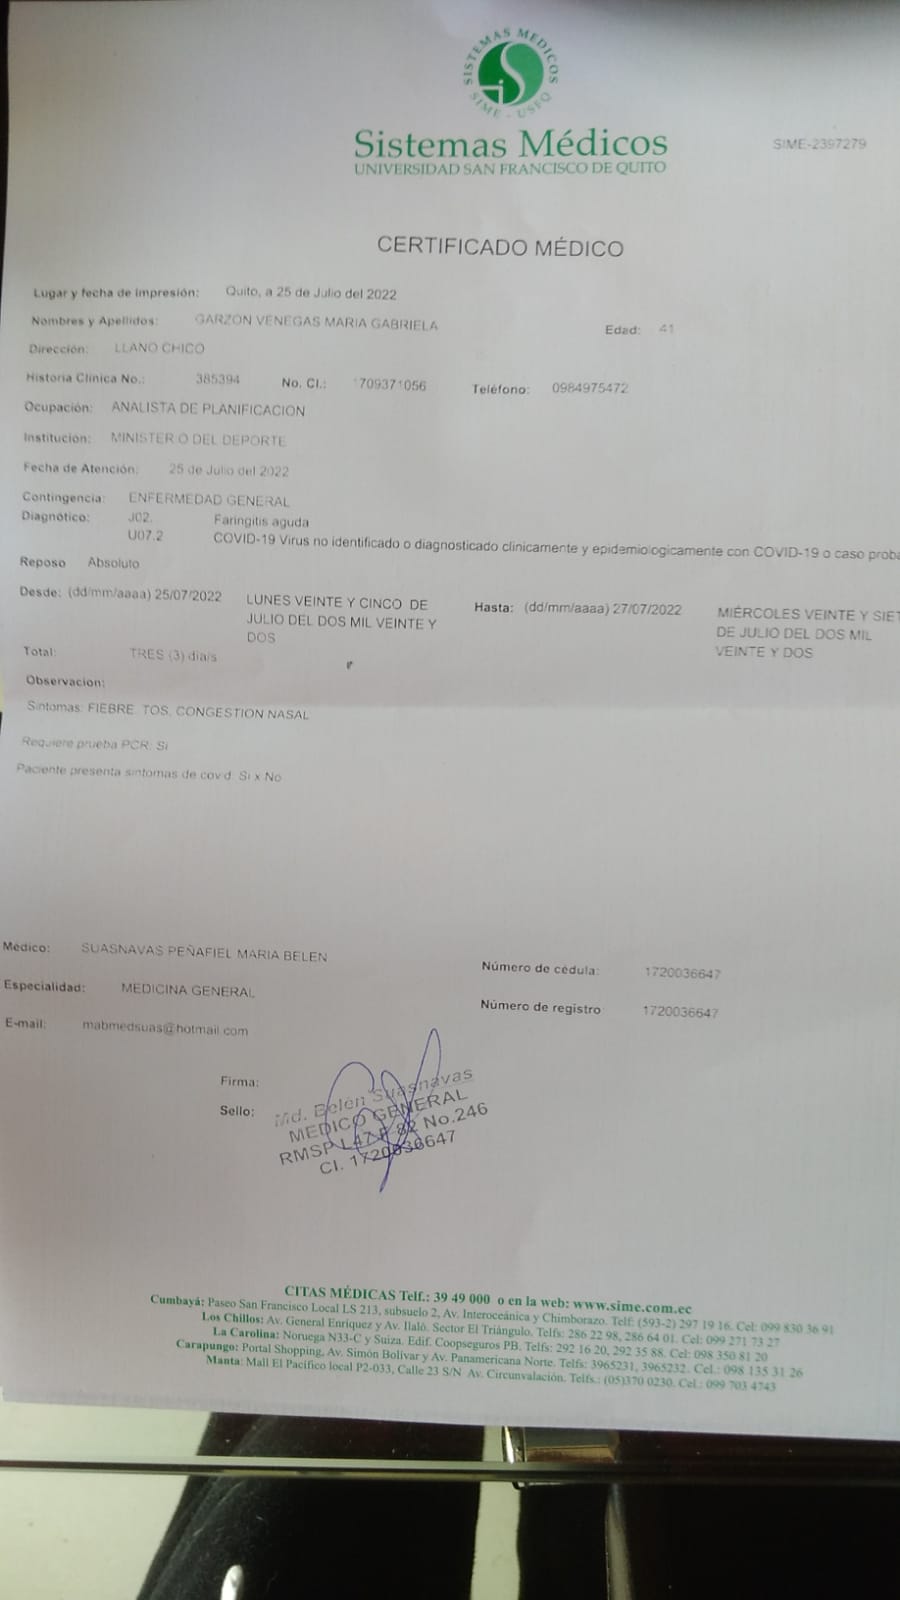 SISTEMAS MEDICOS
SIME - USFQ
Sistemas Médicos
UNIVERSIDAD SAN FRANCISCO DE QUITO
SIME-2397279
CERTIFICADO MÉDICO
Lugar y fecha de impresión: Quito, a 25 de Julio del 2022
Nombres y Apellidos: GARZON VENEGAS MARIA GABRIELA Edad: 41
Dirección: LLANO CHICO
Historia Clínica No.: 385394 No. CI.: 1709371056 Teléfono: 0984975472
Ocupación: ANALISTA DE PLANIFICACION
Institución: MINISTERIO DEL DEPORTE
Fecha de Atención: 25 de Julio del 2022
Contingencia: ENFERMEDAD GENERAL
Diagnótico: J02. Faringitis aguda
U07.2 COVID-19 Virus no identificado o diagnosticado clinicamente y epidemiologicamente con COVID-19 o caso proba
Reposo Absoluto
Desde: (dd/mm/aaaa) 25/07/2022 LUNES VEINTE Y CINCO DE JULIO DEL DOS MIL VEINTE Y DOS Hasta: (dd/mm/aaaa) 27/07/2022 MIÉRCOLES VEINTE Y SIET DE JULIO DEL DOS MIL VEINTE Y DOS
Total: TRES (3) dia/s
Observacion:
Sintomas: FIEBRE. TOS, CONGESTION NASAL
Requiere prueba PCR: Si
Paciente presenta sintomas de covid: Si x No
Médico: SUASNAVAS PEÑAFIEL MARIA BELEN Número de cédula: 1720036647
Especialidad: MEDICINA GENERAL Número de registro 1720036647
E-mail: mabmedsuas@hotmail.com
Firma:
Sello: Md. Belén Suasnavas
MEDICO GENERAL
RMSP L47 F 82 No.246
CI. 1720036647
CITAS MÉDICAS Telf.: 39 49 000 o en la web: www.sime.com.ec
Cumbayá: Paseo San Francisco Local LS 213, subsuelo 2, Av. Interoceánica y Chimborazo. Telf: (593-2) 297 19 16. Cel: 099 830 36 91
Los Chillos: Av. General Enriquez y Av. Ilaló. Sector El Triángulo. Telfs: 286 22 98, 286 64 01. Cel: 099 271 73 27
La Carolina: Noruega N33-C y Suiza. Edif. Coopseguros PB. Telfs: 292 16 20, 292 35 88. Cel: 098 350 81 20
Carapungo: Portal Shopping, Av. Simón Bolivar y Av. Panamericana Norte. Telfs: 3965231, 3965232. Cel.: 098 135 31 26
Manta: Mall El Pacífico local P2-033, Calle 23 S/N Av. Circunvalación. Telfs.: (05)370 0230. Cel.: 099 703 4743